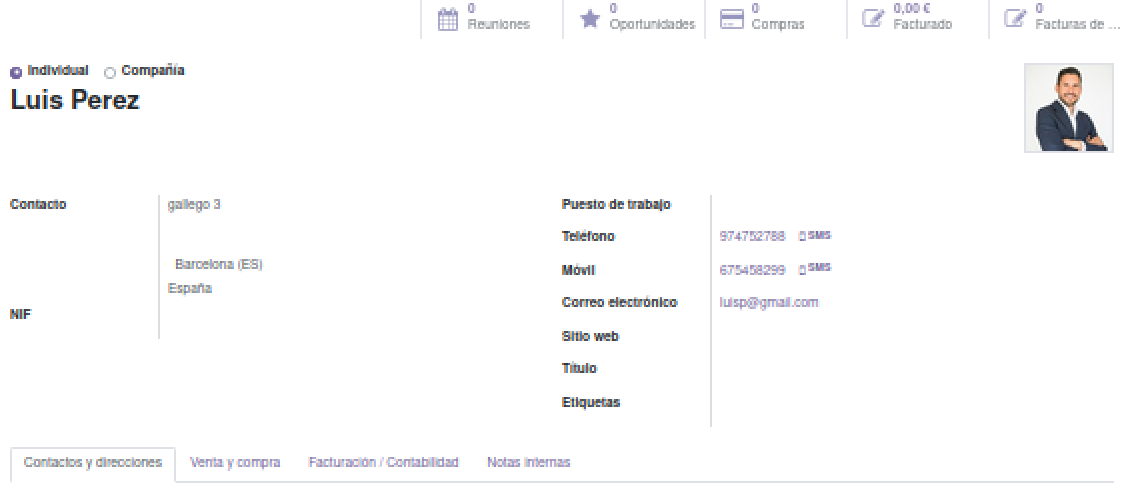 0 0 0 0,00 € 0
Reuniones Oportunidades Compras Facturado Facturas de ...
Individual Compañía
Luis Perez
Contacto gallego 3 Puesto de trabajo
Teléfono 974752788 SMS
Barcelona (ES) Móvil 675458299 SMS
España
Correo electrónico luisp@gmail.com
NIF
Sitio web
Título
Etiquetas
Contactos y direcciones Venta y compra Facturación / Contabilidad Notas internas